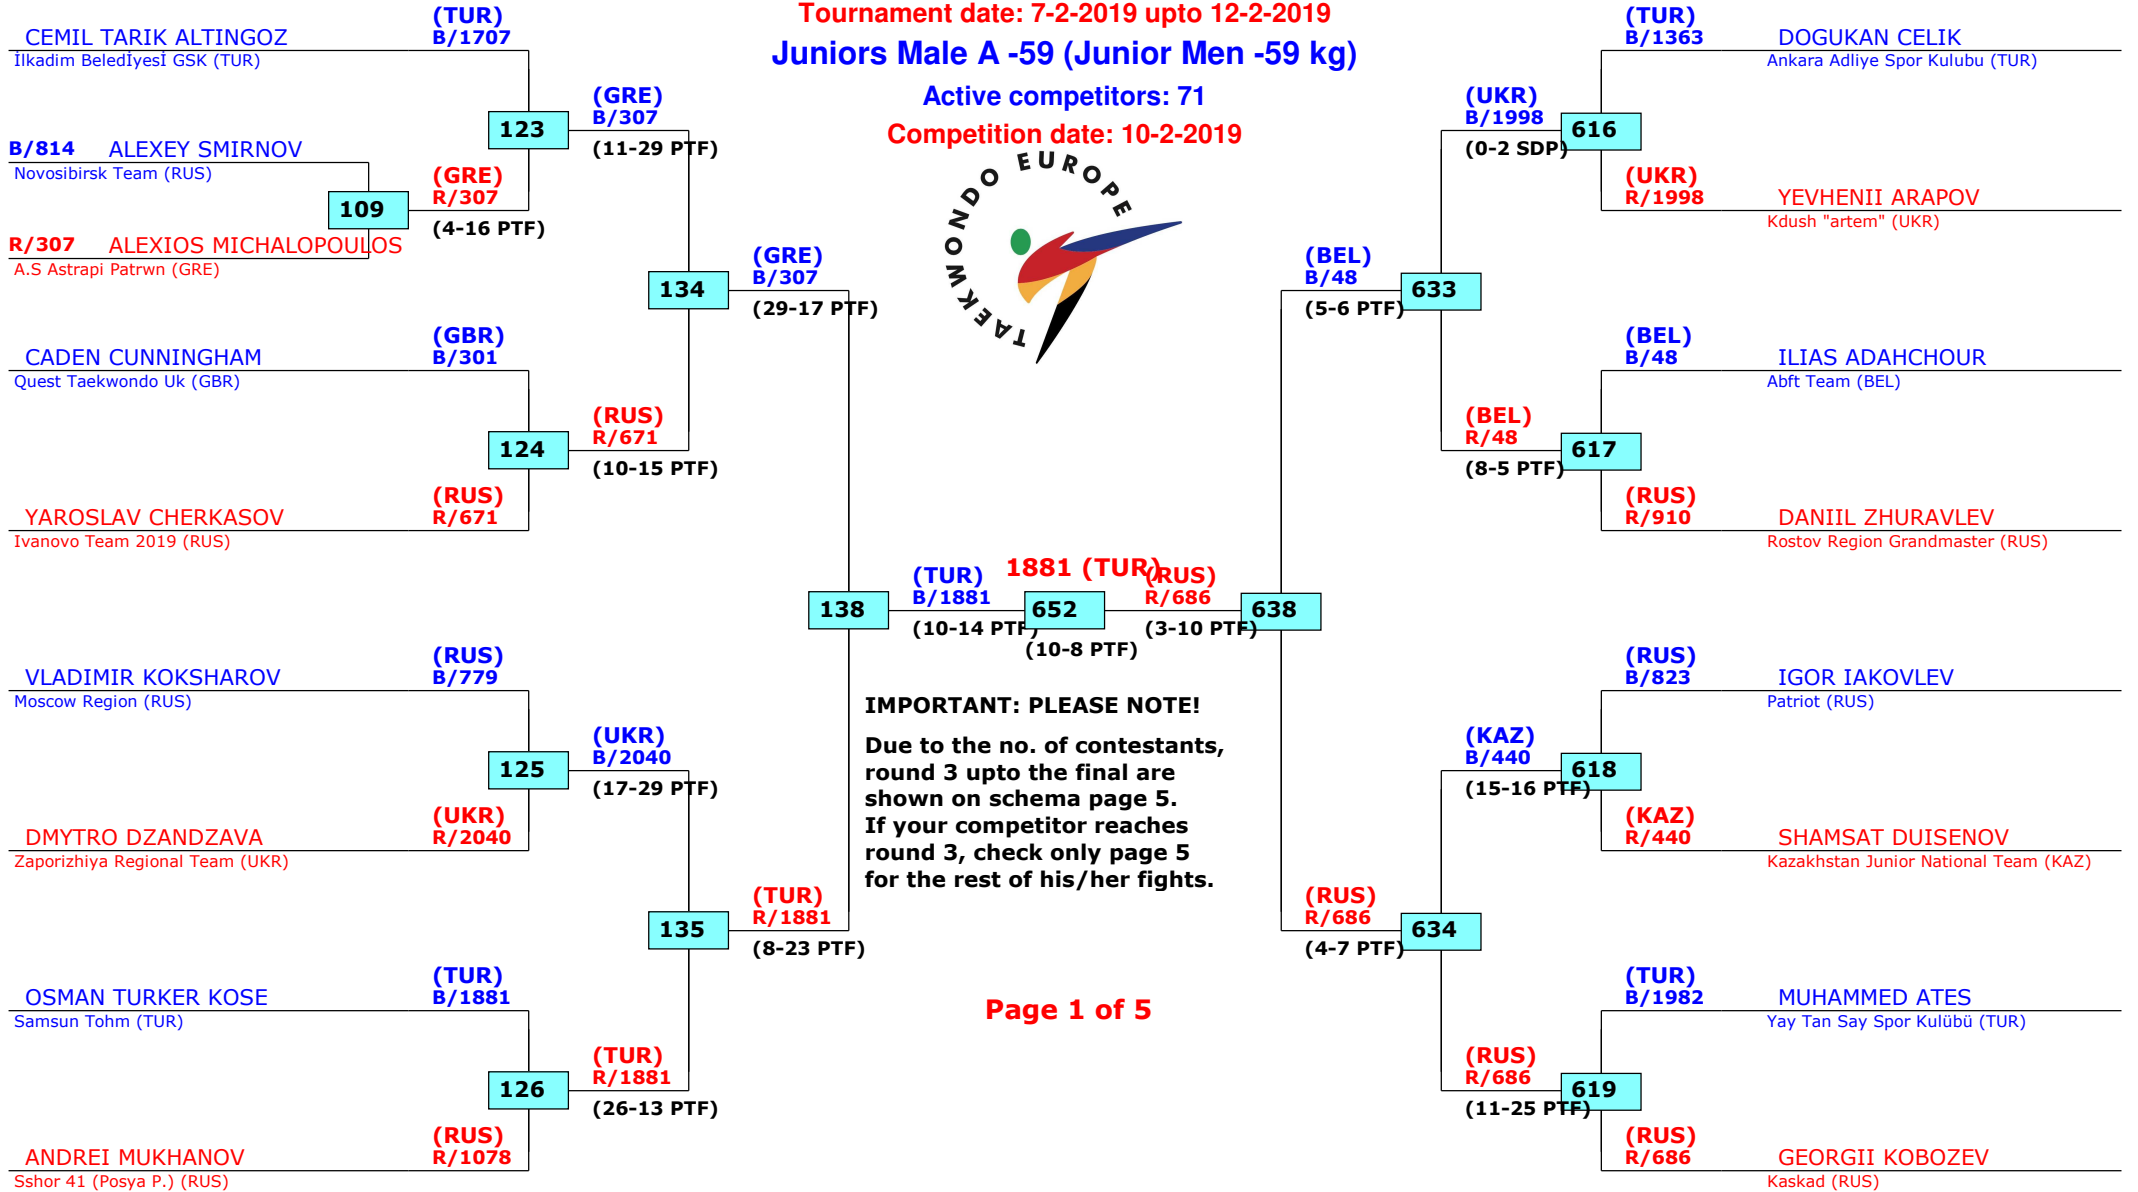 Tournament date: 7-2-2019 upto 12-2-2019
Juniors Male A -59 (Junior Men -59 kg)
Active competitors: 71
Competition date: 10-2-2019
TAEKWONDO EUROPE
CEMIL TARIK ALTINGOZ
İlkadim Beledİyesİ GSK (TUR)
(TUR)
B/1707
B/814 ALEXEY SMIRNOV
Novosibirsk Team (RUS)
R/307 ALEXIOS MICHALOPOULOS
A.S Astrapi Patrwn (GRE)
109
(GRE)
R/307
(4-16 PTF)
123
(GRE)
B/307
(11-29 PTF)
CADEN CUNNINGHAM
Quest Taekwondo Uk (GBR)
(GBR)
B/301
YAROSLAV CHERKASOV
Ivanovo Team 2019 (RUS)
(RUS)
R/671
124
(RUS)
R/671
(10-15 PTF)
134
(GRE)
B/307
(29-17 PTF)
VLADIMIR KOKSHAROV
Moscow Region (RUS)
(RUS)
B/779
DMYTRO DZANDZAVA
Zaporizhiya Regional Team (UKR)
(UKR)
R/2040
125
(UKR)
B/2040
(17-29 PTF)
OSMAN TURKER KOSE
Samsun Tohm (TUR)
(TUR)
B/1881
ANDREI MUKHANOV
Sshor 41 (Posya P.) (RUS)
(RUS)
R/1078
126
(TUR)
R/1881
(26-13 PTF)
135
(TUR)
R/1881
(8-23 PTF)
138
(TUR)
B/1881
(10-14 PTF)
1881 (TUR)
652
(10-8 PTF)
(RUS)
R/686
(3-10 PTF)
638
IMPORTANT: PLEASE NOTE!
Due to the no. of contestants,
round 3 upto the final are
shown on schema page 5.
If your competitor reaches
round 3, check only page 5
for the rest of his/her fights.
Page 1 of 5
(BEL)
B/48
(5-6 PTF)
633
(UKR)
B/1998
(0-2 SDP)
616
(TUR)
B/1363
DOGUKAN CELIK
Ankara Adliye Spor Kulubu (TUR)
(UKR)
R/1998
YEVHENII ARAPOV
Kdush "artem" (UKR)
(BEL)
R/48
(8-5 PTF)
617
(BEL)
B/48
ILIAS ADAHCHOUR
Abft Team (BEL)
(RUS)
R/910
DANIIL ZHURAVLEV
Rostov Region Grandmaster (RUS)
(RUS)
R/686
(4-7 PTF)
634
(KAZ)
B/440
(15-16 PTF)
618
(RUS)
B/823
IGOR IAKOVLEV
Patriot (RUS)
(KAZ)
R/440
SHAMSAT DUISENOV
Kazakhstan Junior National Team (KAZ)
(RUS)
R/686
(11-25 PTF)
619
(TUR)
B/1982
MUHAMMED ATES
Yay Tan Say Spor Kulübü (TUR)
(RUS)
R/686
GEORGII KOBOZEV
Kaskad (RUS)